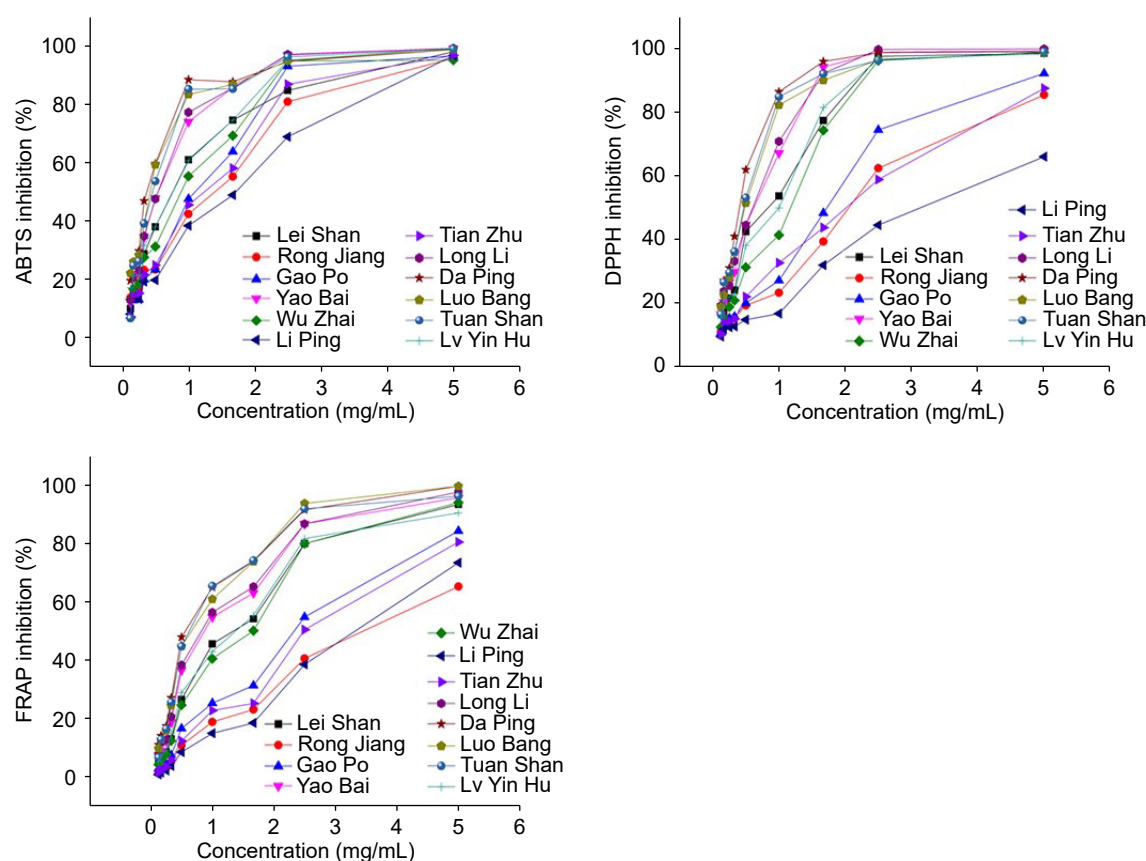 100
80
60
40
20
0
ABTS inhibition (%)
Lei Shan
Rong Jiang
Gao Po
Yao Bai
Wu Zhai
Li Ping
Tian Zhu
Long Li
Da Ping
Luo Bang
Tuan Shan
Lv Yin Hu
0 1 2 3 4 5 6
Concentration (mg/mL)
100
80
60
40
20
0
DPPH inhibition (%)
Lei Shan
Rong Jiang
Gao Po
Yao Bai
Wu Zhai
Li Ping
Tian Zhu
Long Li
Da Ping
Luo Bang
Tuan Shan
Lv Yin Hu
0 1 2 3 4 5 6
Concentration (mg/mL)
100
80
60
40
20
0
FRAP inhibition (%)
Lei Shan
Rong Jiang
Gao Po
Yao Bai
Wu Zhai
Li Ping
Tian Zhu
Long Li
Da Ping
Luo Bang
Tuan Shan
Lv Yin Hu
0 1 2 3 4 5 6
Concentration (mg/mL)